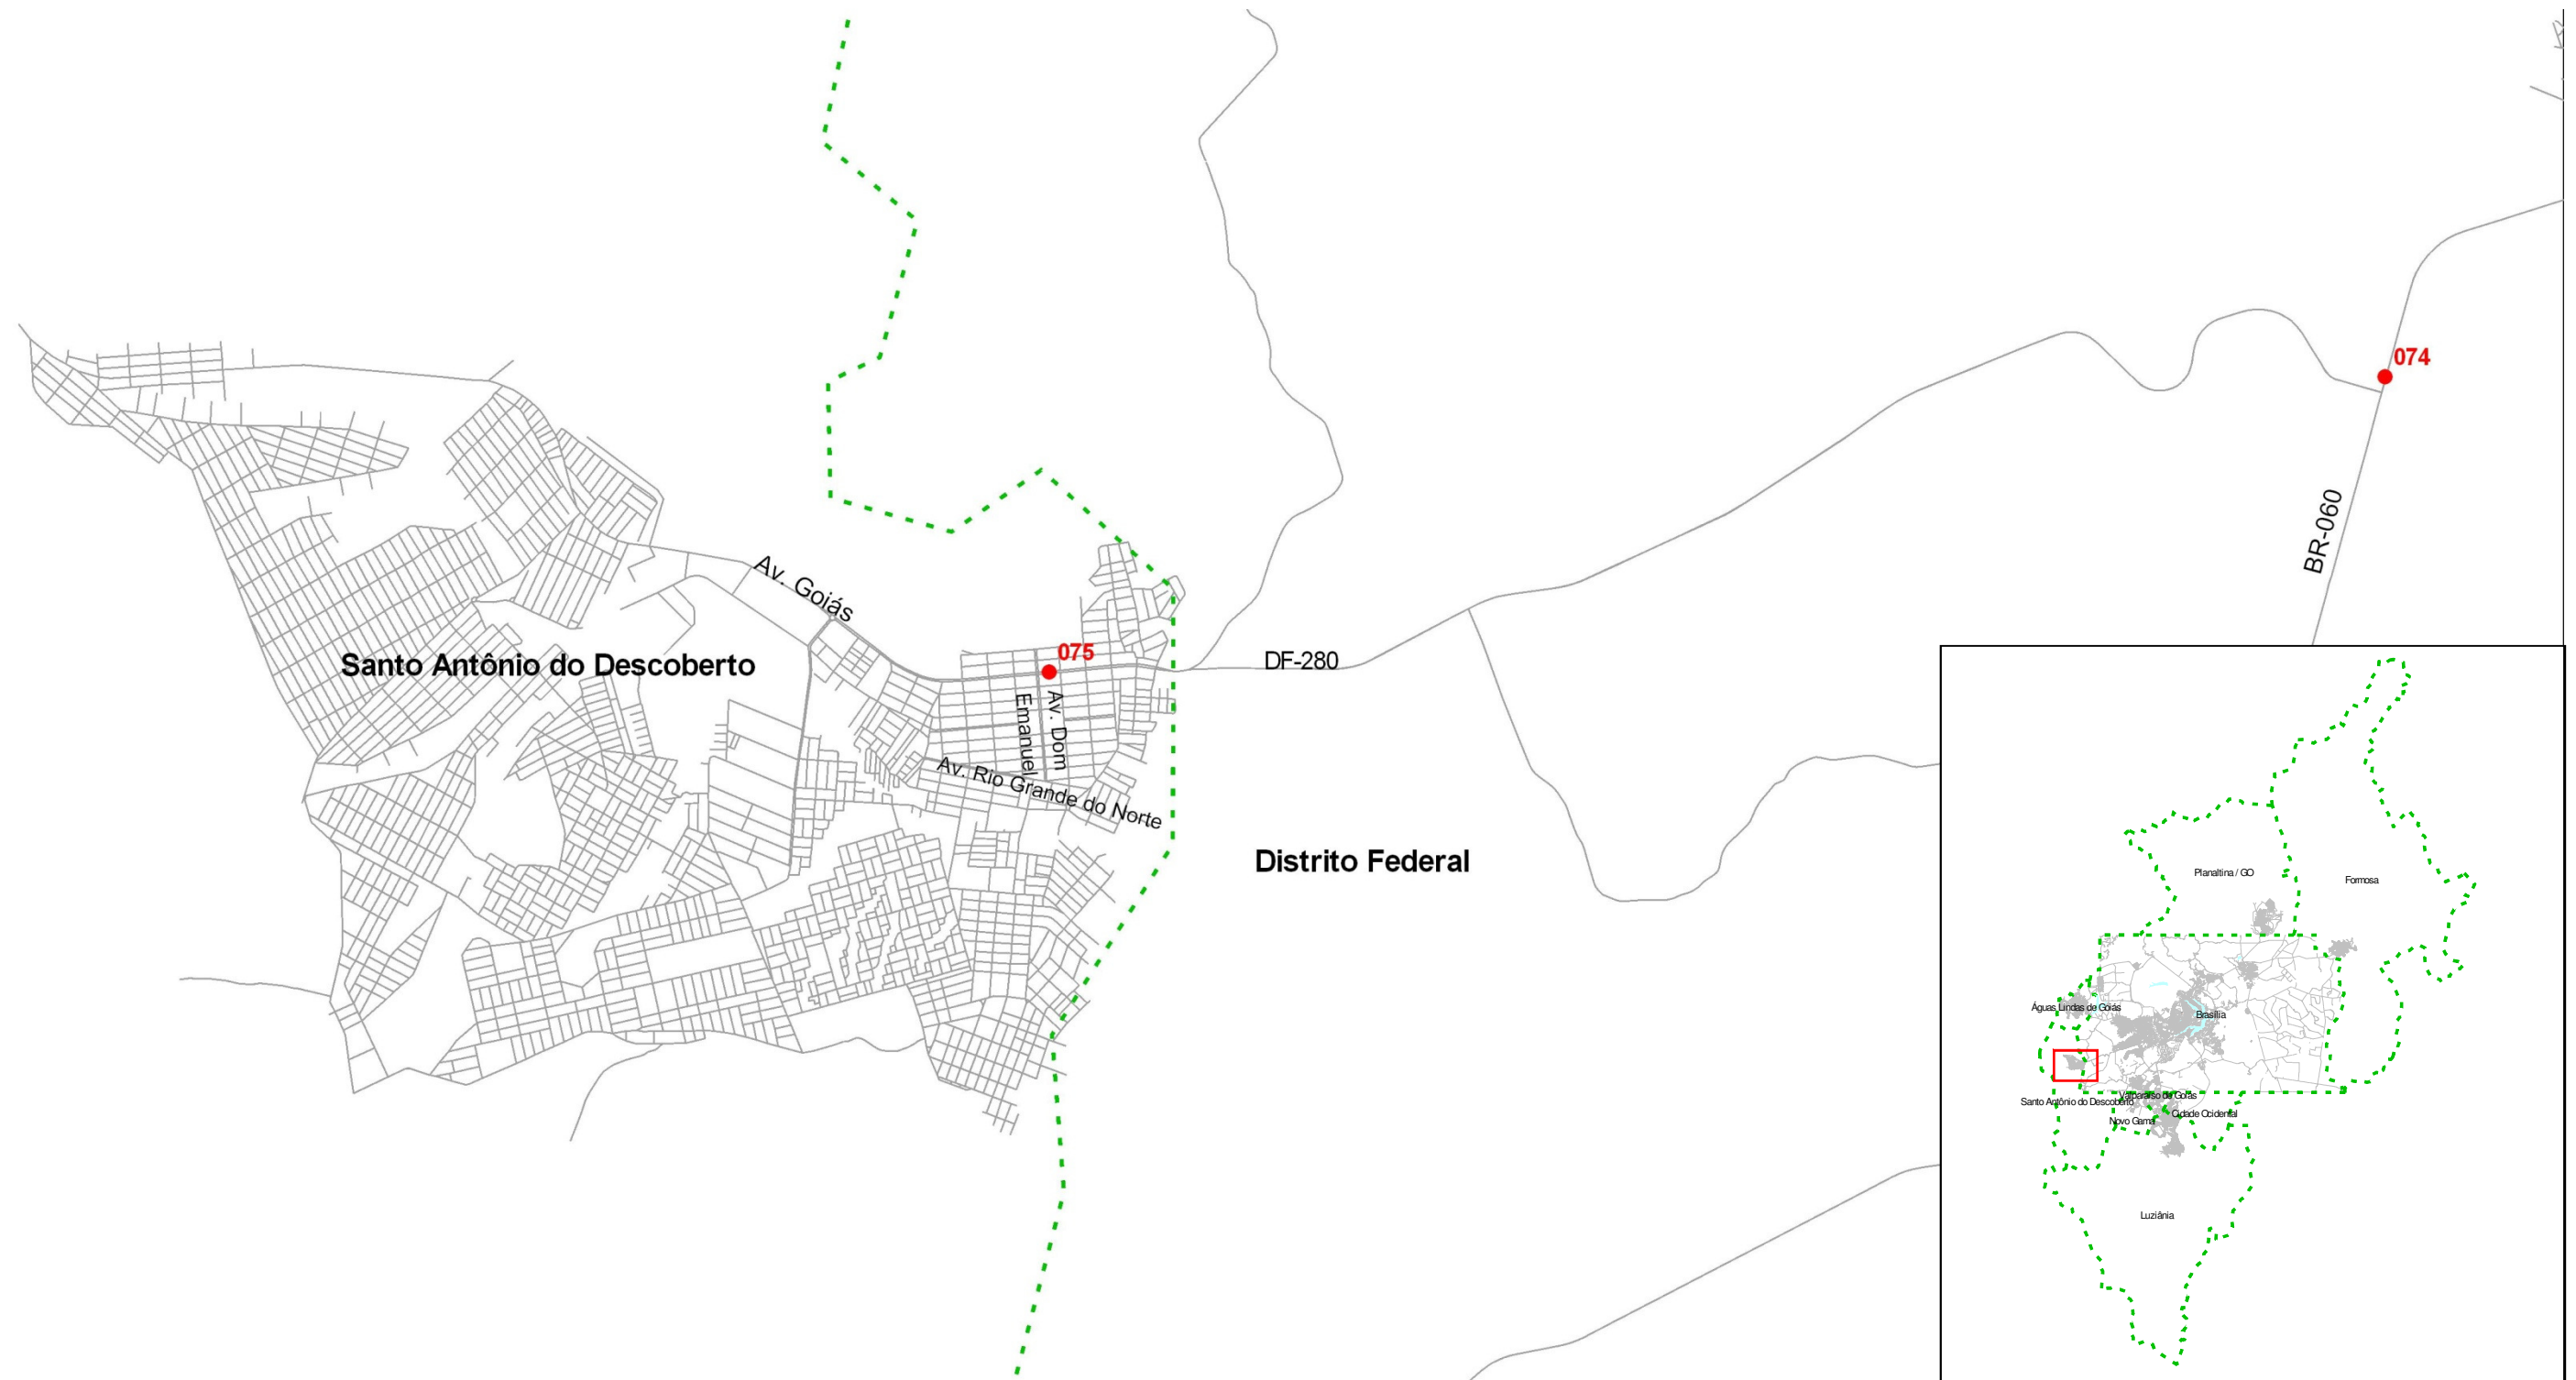 074
BR-060
Av. Goiás
Santo Antônio do Descoberto
075
DF-280
Av. Dom
Emanuel
Av. Rio Grande do Norte
Distrito Federal
Planaltina / GO
Formosa
Águas Lindas de Goiás
Brasília
Santo Antônio do Descoberto
Valparaíso de Goiás
Cidade Ocidental
Novo Gama
Luziânia